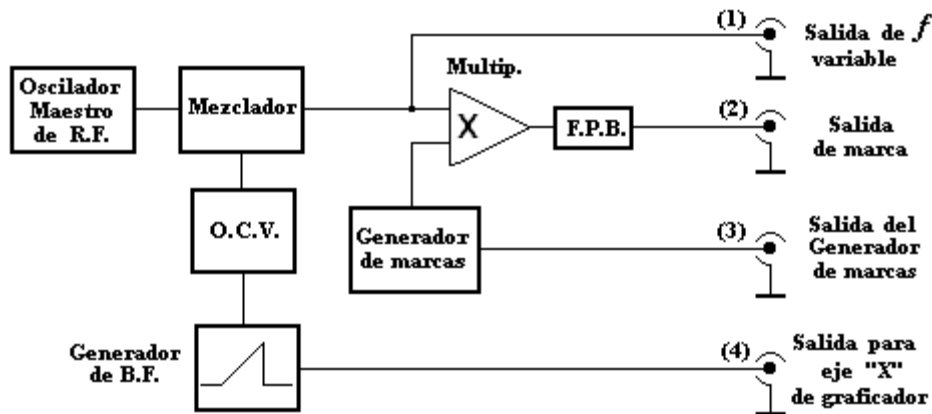 (1)
Salida de f
variable
Multip.
Oscilador
Maestro
de R.F.
Mezclador
X
F.P.B.
(2)
Salida
de marca
O.C.V.
Generador
de marcas
(3)
Salida del
Generador
de marcas
Generador
de B.F.
(4)
Salida para
eje "X"
de graficador